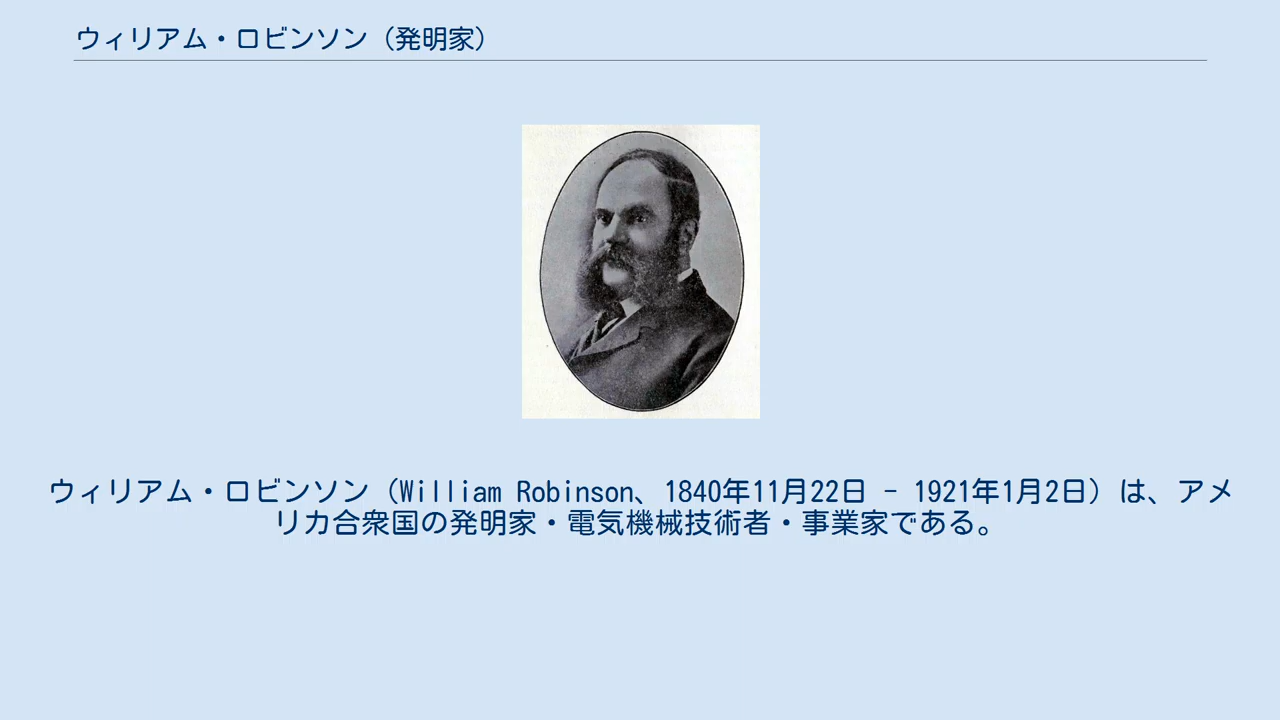 ウィリアム・ロビンソン（発明家）
ウィリアム・ロビンソン（William Robinson、1840年11月22日 - 1921年1月2日）は、アメ
リカ合衆国の発明家・電気機械技術者・事業家である。